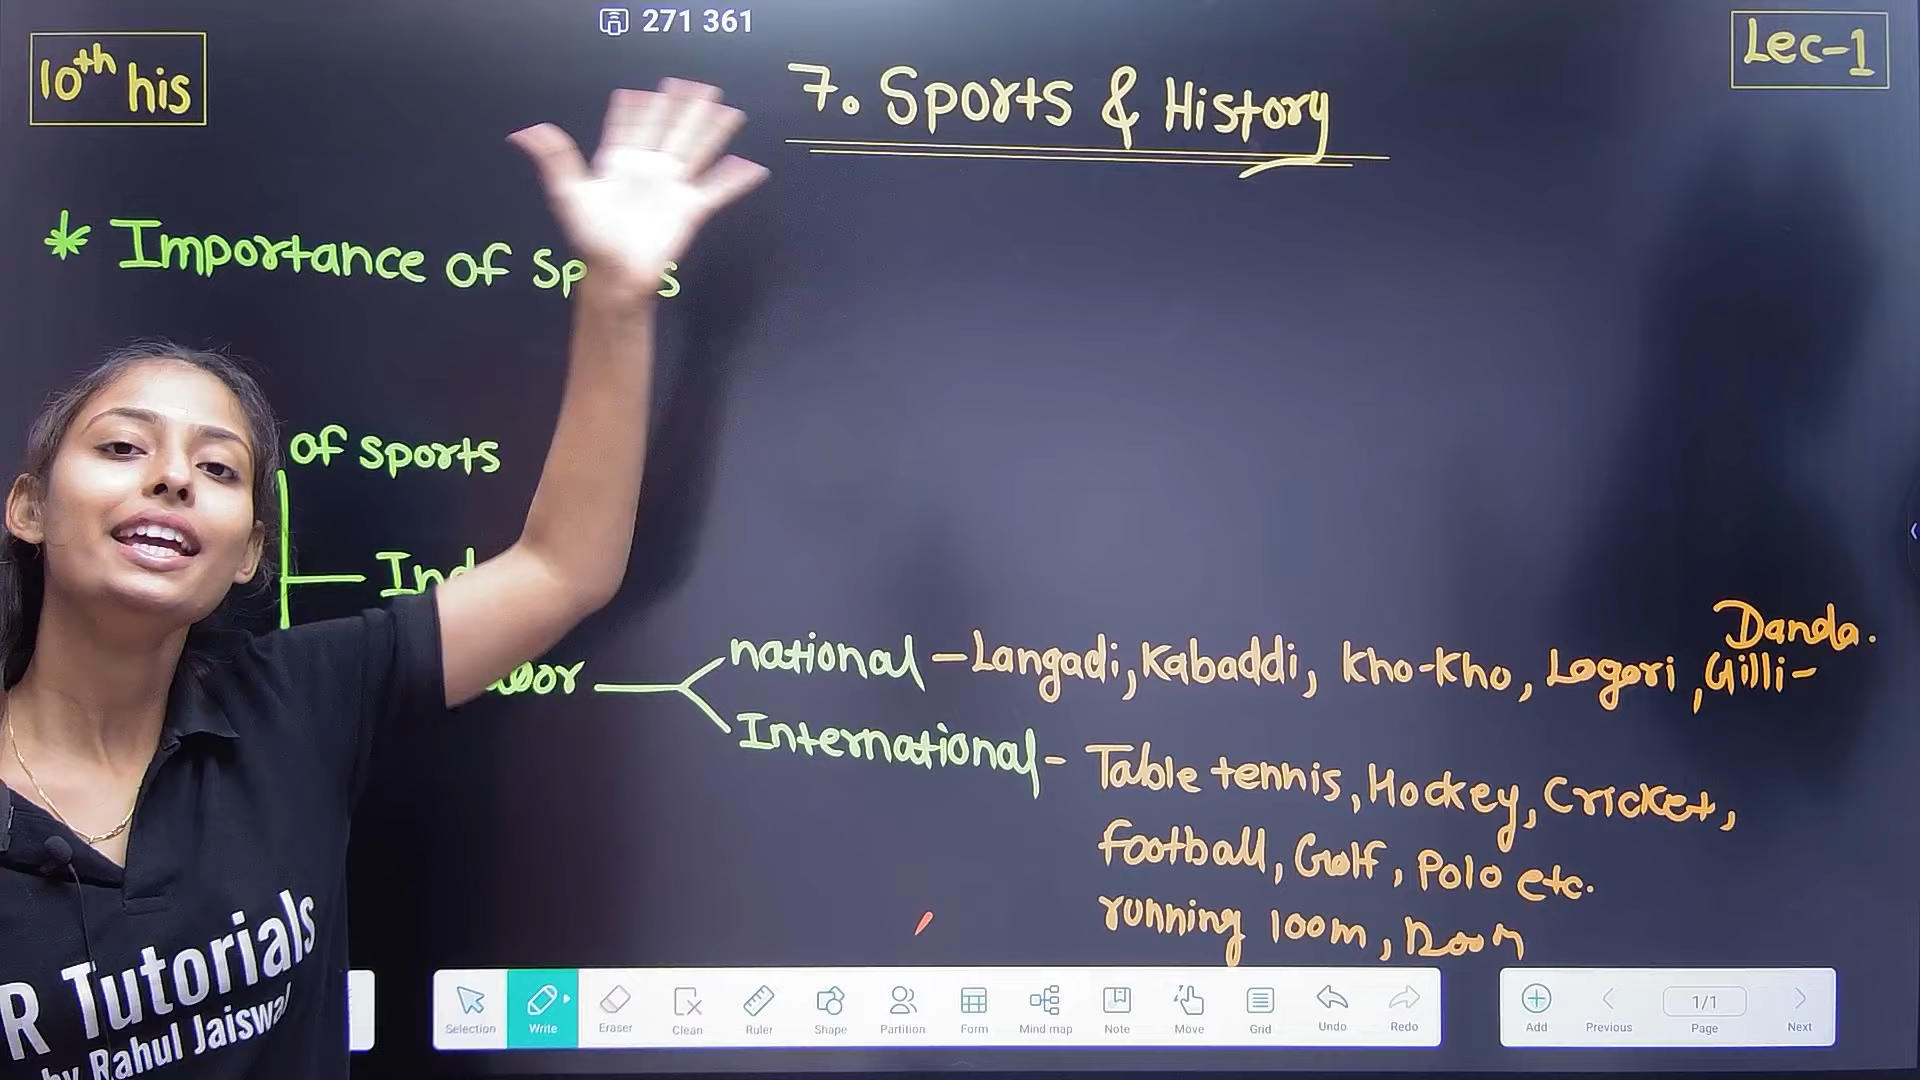 271 361
10th his
7. Sports & History
Lec-1
* Importance of Sp s
of sports
Ind
oor
national - Langadi, Kabaddi, Kho-Kho, Logori, Gilli-
Danda.
International - Table tennis, Hockey, Cricket,
Football, Golf, Polo etc.
running 100m,
R Tutorials
by Rahul Jaiswal
Selection Write Eraser Clean Ruler Shape Partition Form Mind map Note Move Grid Undo Redo
Add Previous 1/1 Page Next